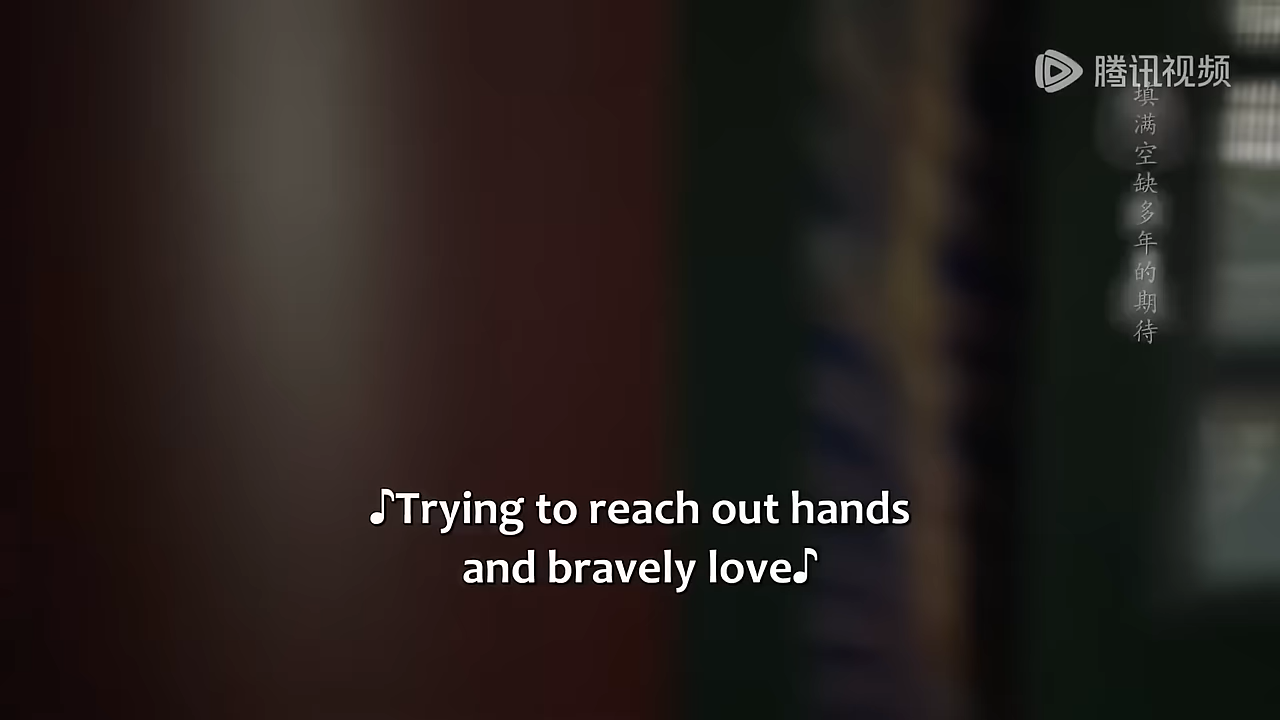 腾讯视频
填满空缺多年的期待
♪Trying to reach out hands
and bravely love♪